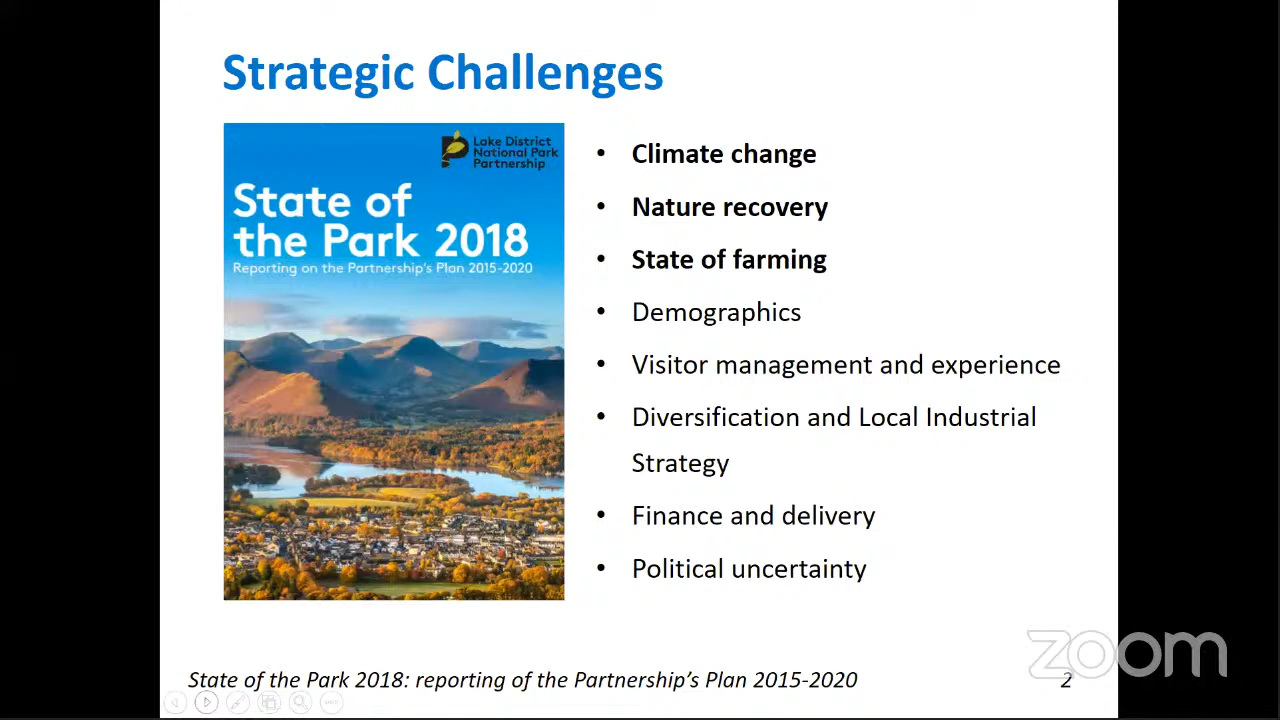 Strategic Challenges
Lake District
National Park
Partnership
State of
the Park 2018
Reporting on the Partnership's Plan 2015-2020
• Climate change
• Nature recovery
• State of farming
• Demographics
• Visitor management and experience
• Diversification and Local Industrial
Strategy
• Finance and delivery
• Political uncertainty
zoom
State of the Park 2018: reporting of the Partnership's Plan 2015-2020
2